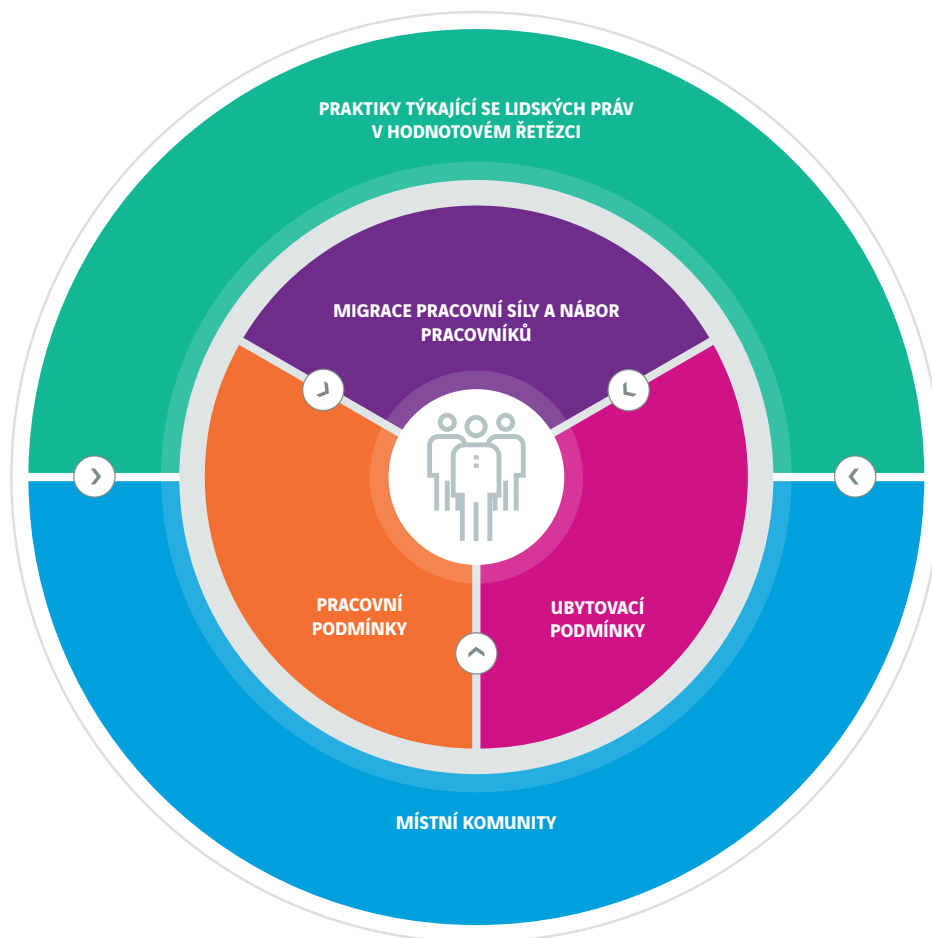 PRAKTIKY TÝKAJÍCÍ SE LIDSKÝCH PRÁV
V HODNOTOVÉM ŘETĚZCI
MIGRACE PRACOVNÍ SÍLY A NÁBOR
PRACOVNÍKŮ
PRACOVNÍ
PODMÍNKY
UBYTOVACÍ
PODMÍNKY
MÍSTNÍ KOMUNITY